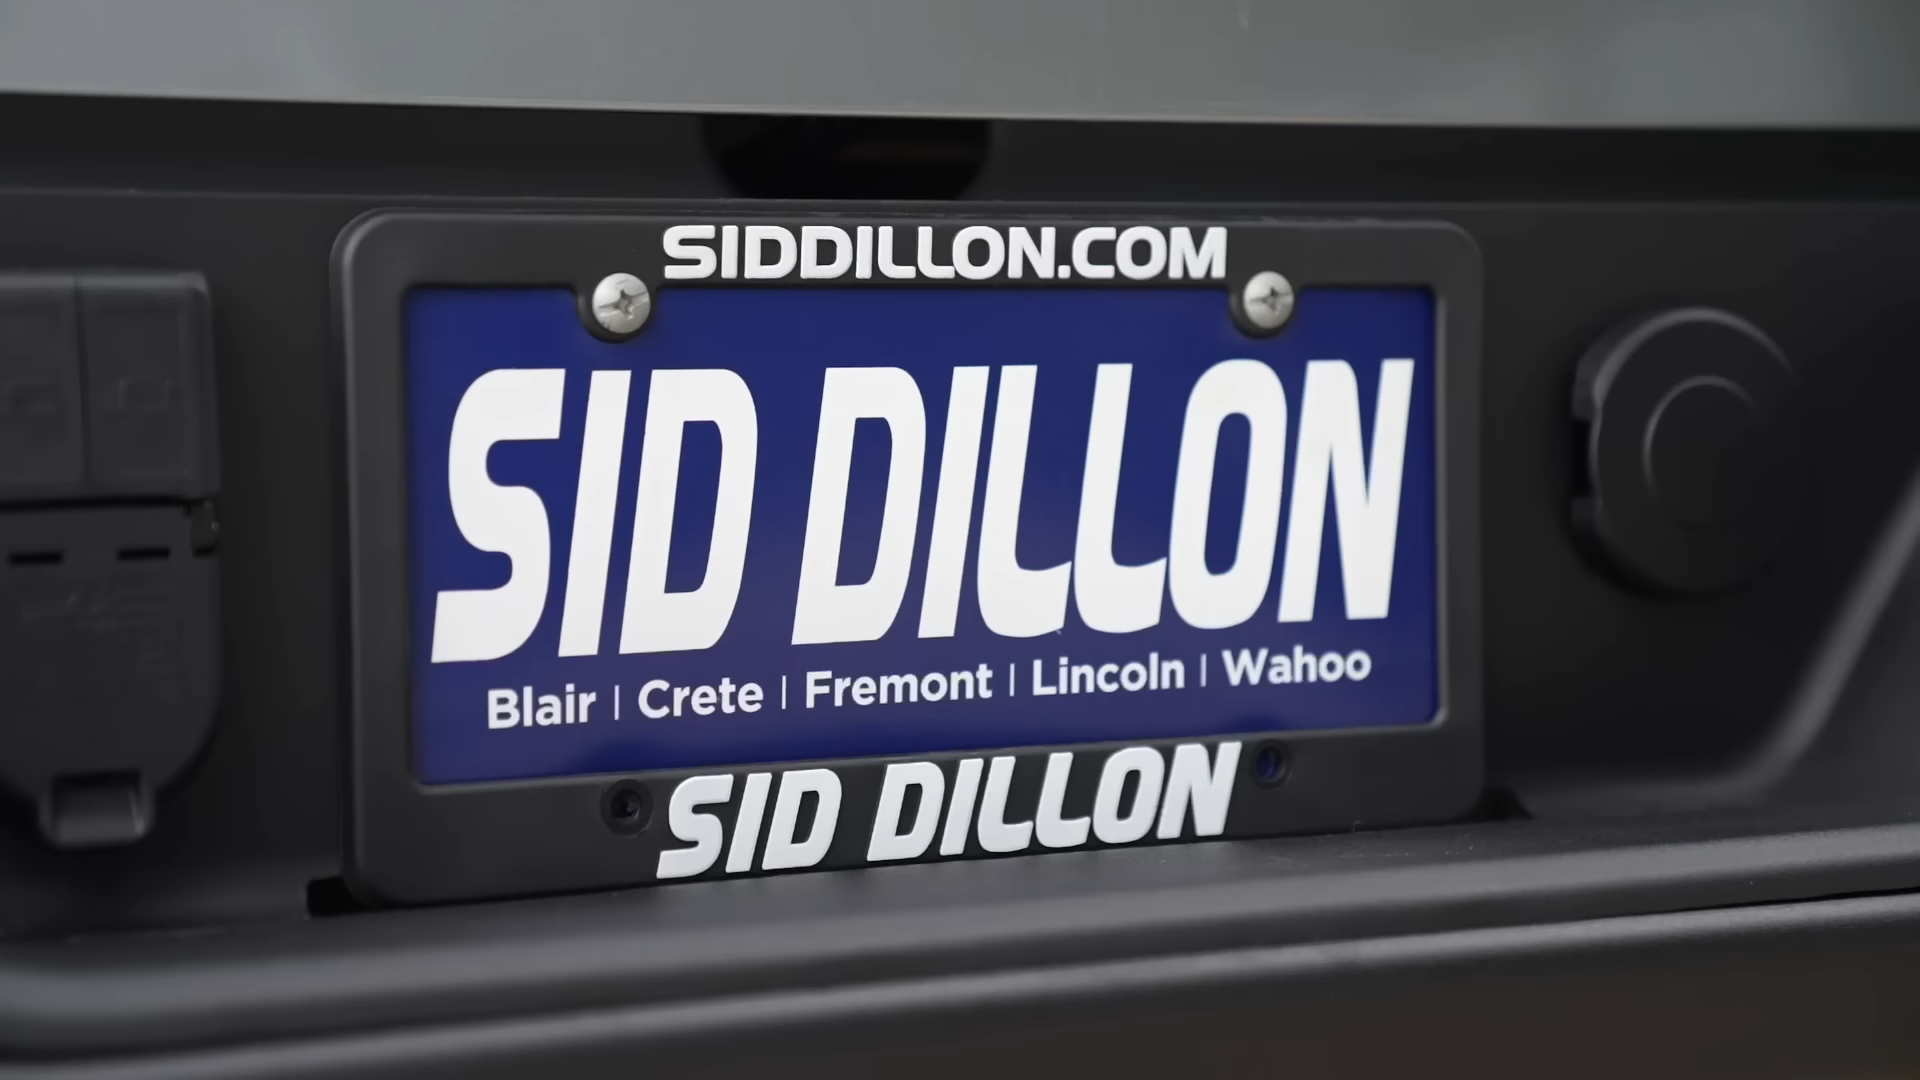 SIDDILLON.COM
SID DILLON
Blair | Crete | Fremont | Lincoln | Wahoo
SID DILLON